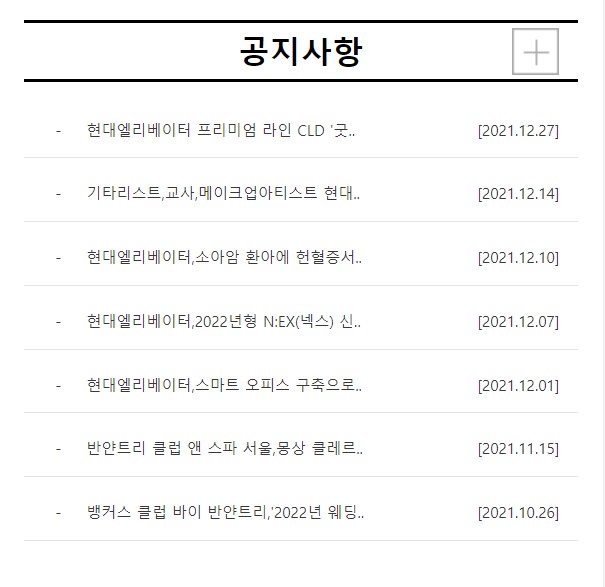 공지사항
- 현대엘리베이터 프리미엄 라인 CLD '굿.. [2021.12.27]
- 기타리스트,교사,메이크업아티스트 현대.. [2021.12.14]
- 현대엘리베이터,소아암 환아에 헌혈증서.. [2021.12.10]
- 현대엘리베이터,2022년형 N:EX(넥스) 신.. [2021.12.07]
- 현대엘리베이터,스마트 오피스 구축으로.. [2021.12.01]
- 반얀트리 클럽 앤 스파 서울,몽상 클레르.. [2021.11.15]
- 뱅커스 클럽 바이 반얀트리,'2022년 웨딩.. [2021.10.26]